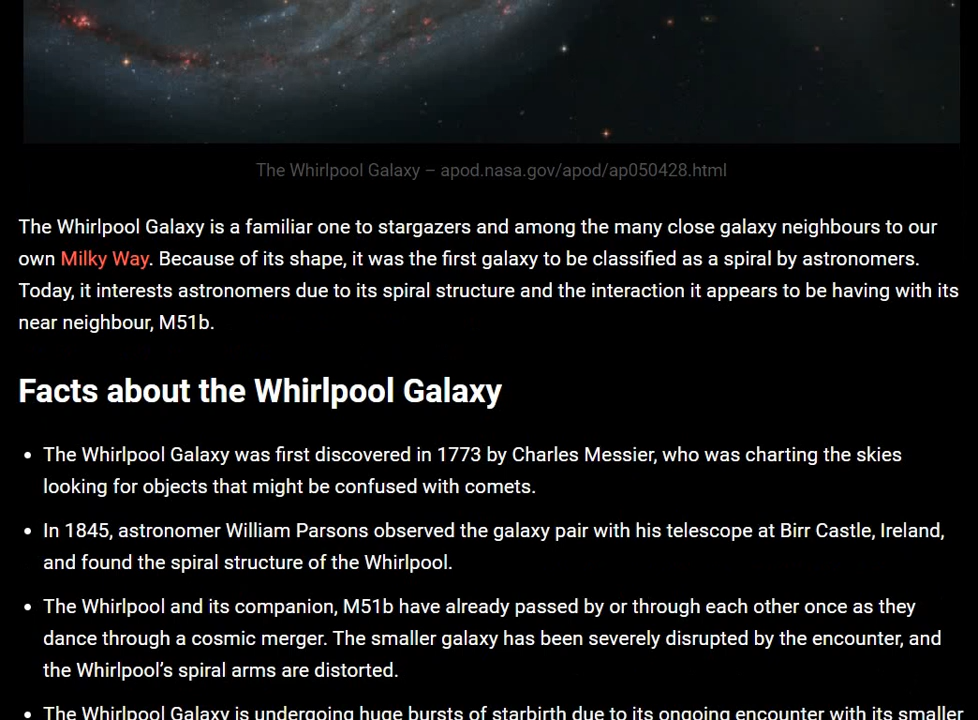 The Whirlpool Galaxy – apod.nasa.gov/apod/ap050428.html
The Whirlpool Galaxy is a familiar one to stargazers and among the many close galaxy neighbours to our
own Milky Way. Because of its shape, it was the first galaxy to be classified as a spiral by astronomers.
Today, it interests astronomers due to its spiral structure and the interaction it appears to be having with its
near neighbour, M51b.
Facts about the Whirlpool Galaxy
• The Whirlpool Galaxy was first discovered in 1773 by Charles Messier, who was charting the skies
looking for objects that might be confused with comets.
• In 1845, astronomer William Parsons observed the galaxy pair with his telescope at Birr Castle, Ireland,
and found the spiral structure of the Whirlpool.
• The Whirlpool and its companion, M51b have already passed by or through each other once as they
dance through a cosmic merger. The smaller galaxy has been severely disrupted by the encounter, and
the Whirlpool’s spiral arms are distorted.
• The Whirlpool Galaxy is undergoing huge bursts of starbirth due to its ongoing encounter with its smaller